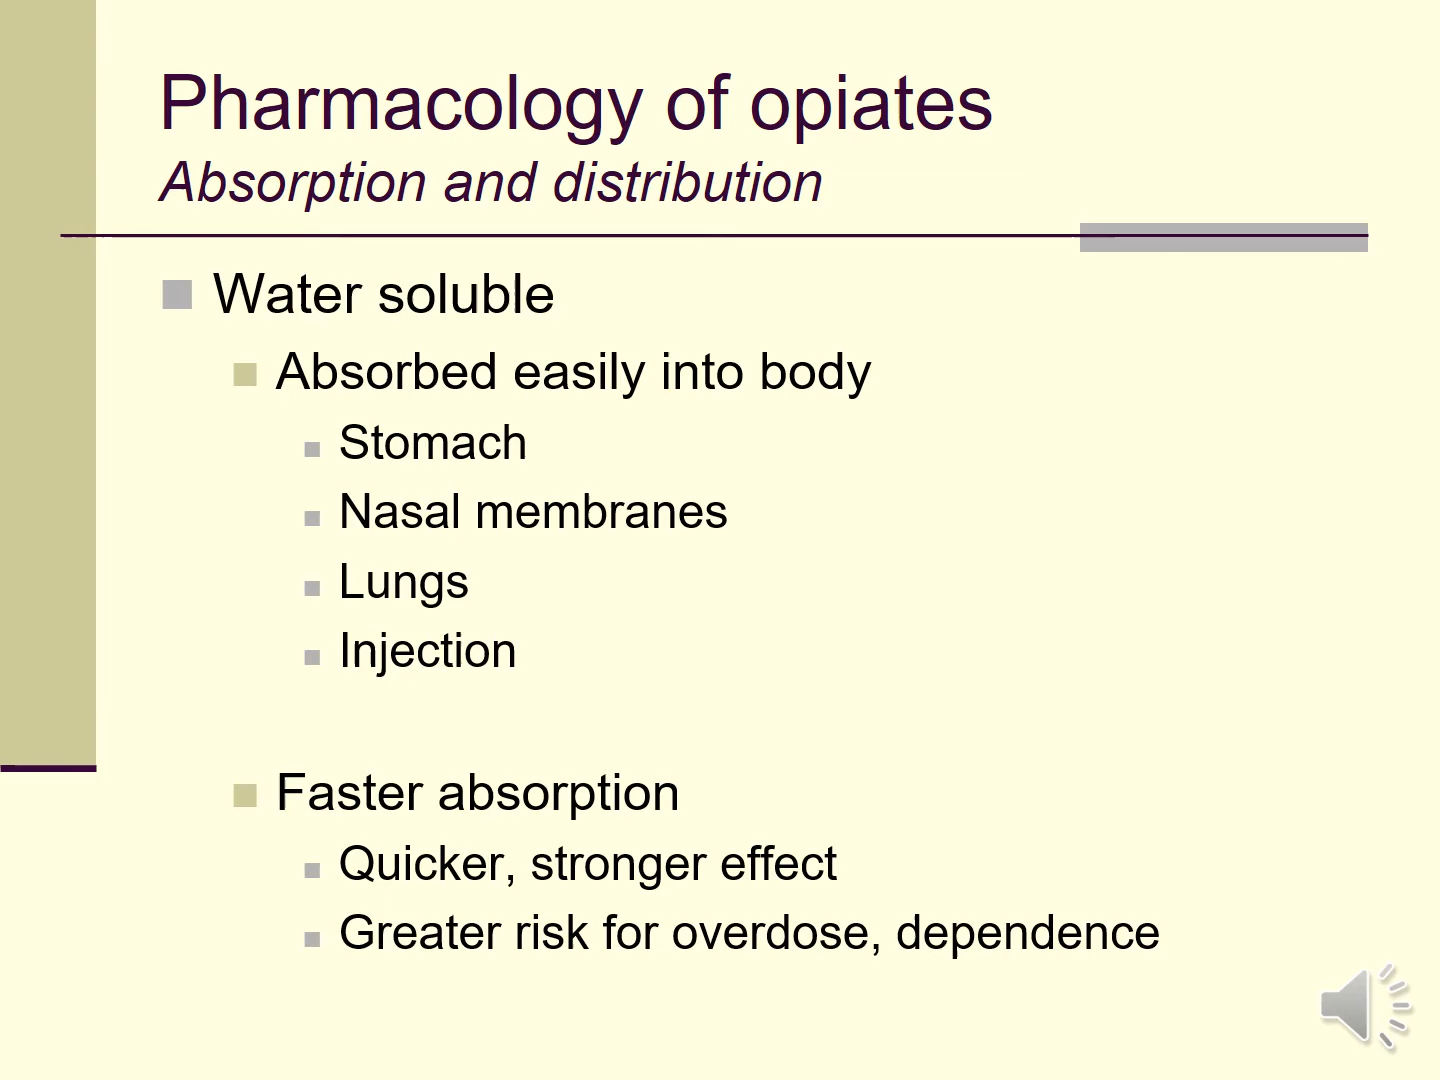 Pharmacology of opiates
Absorption and distribution
Water soluble
Absorbed easily into body
Stomach
Nasal membranes
Lungs
Injection
Faster absorption
Quicker, stronger effect
Greater risk for overdose, dependence